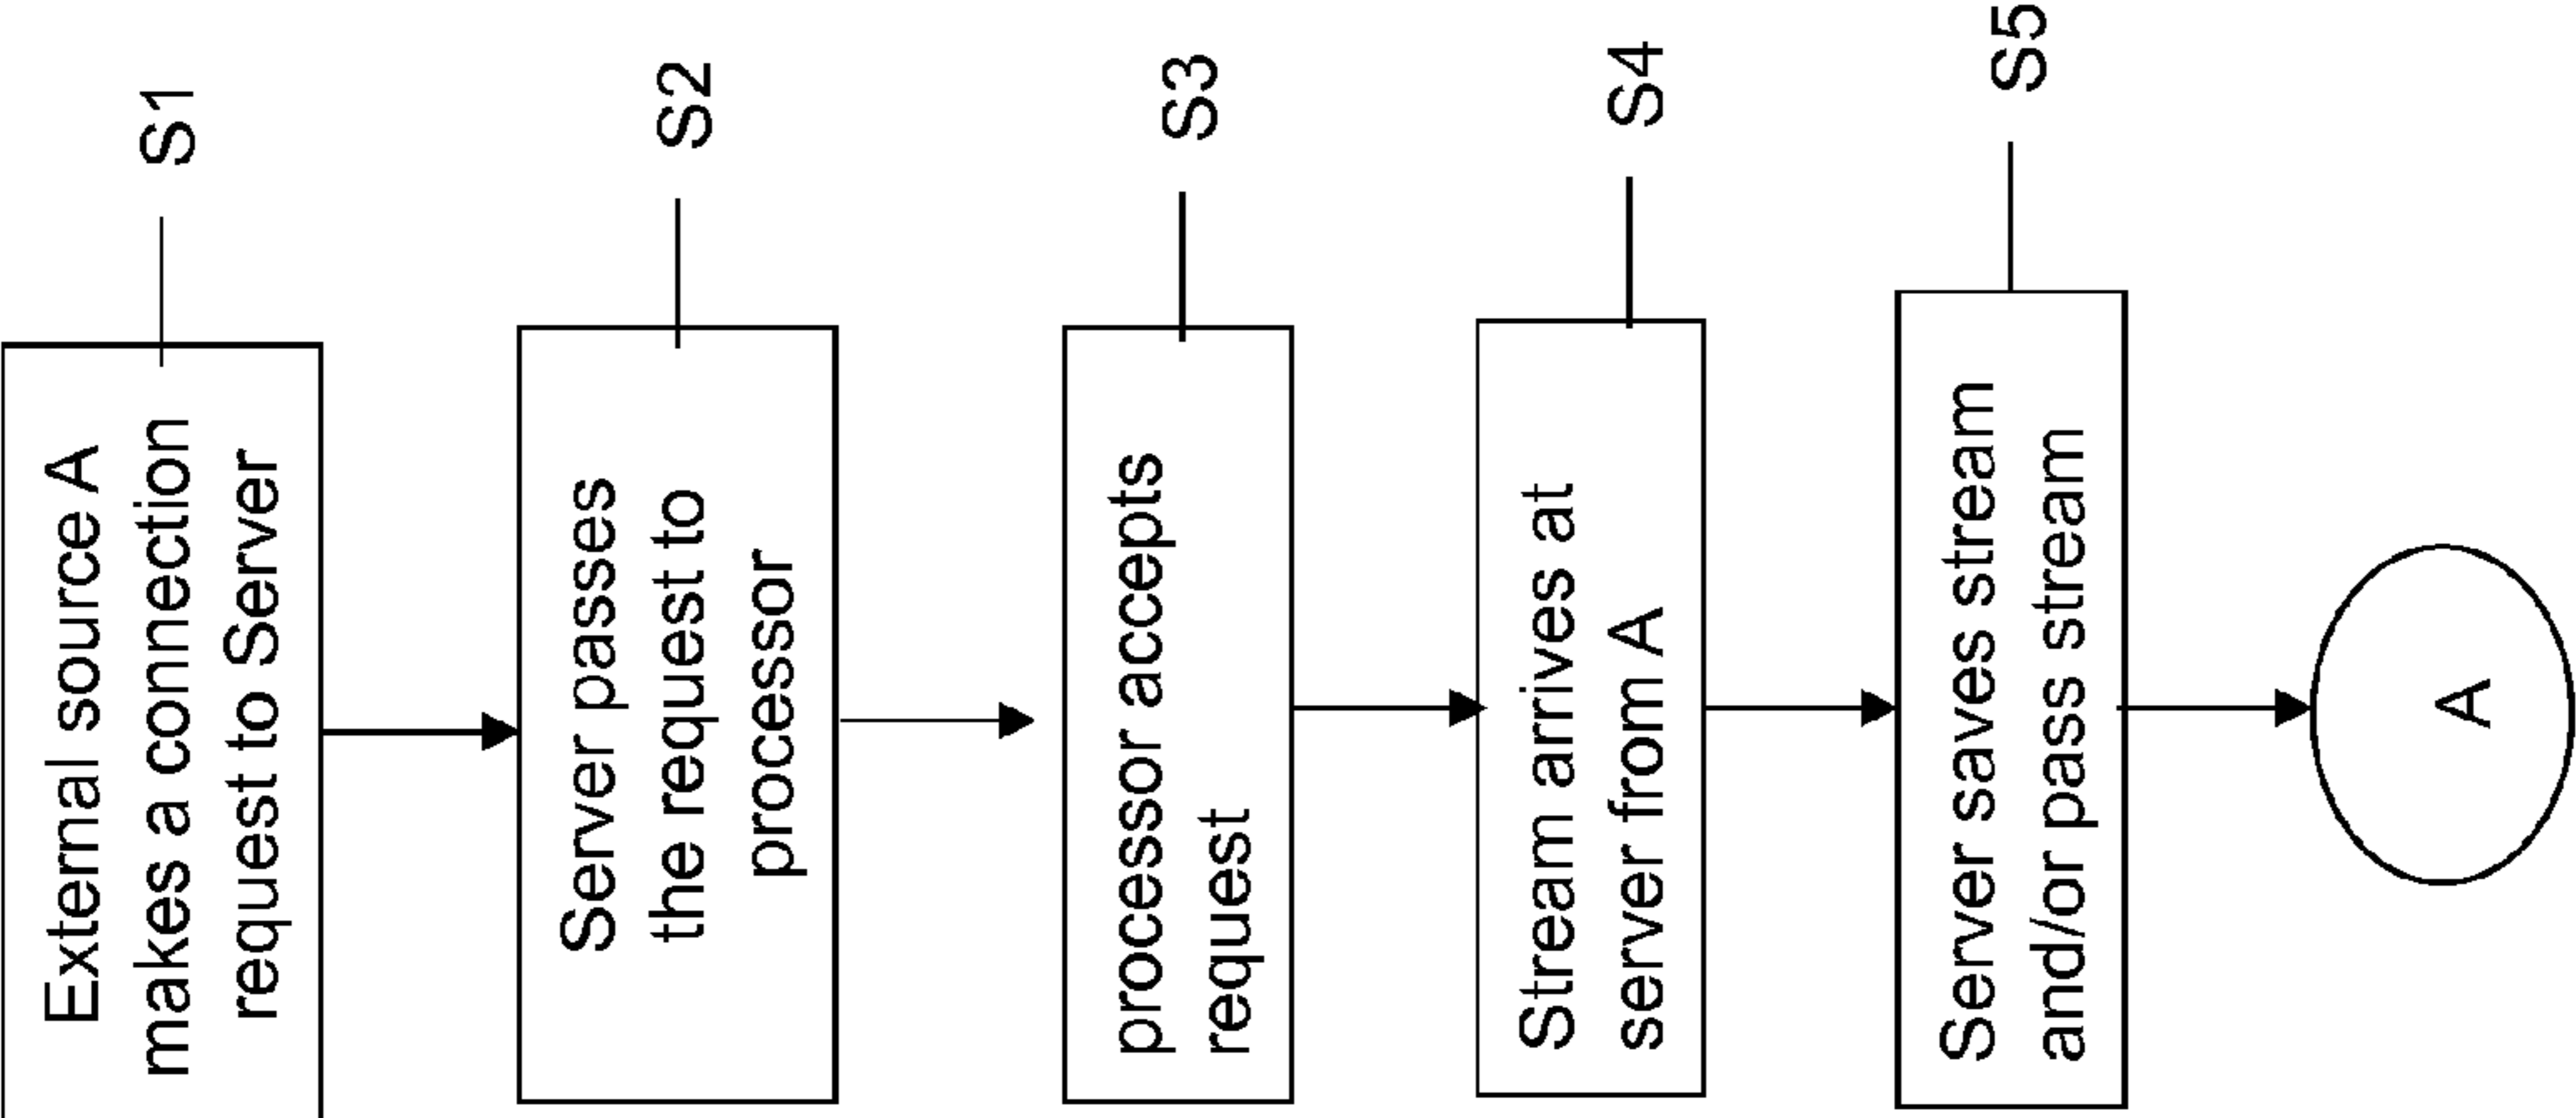 External source A
makes a connection
request to Server
S1
Server passes
the request to
processor
S2
processor accepts
request
S3
Stream arrives at
server from A
S4
Server saves stream
and/or pass stream
S5
A